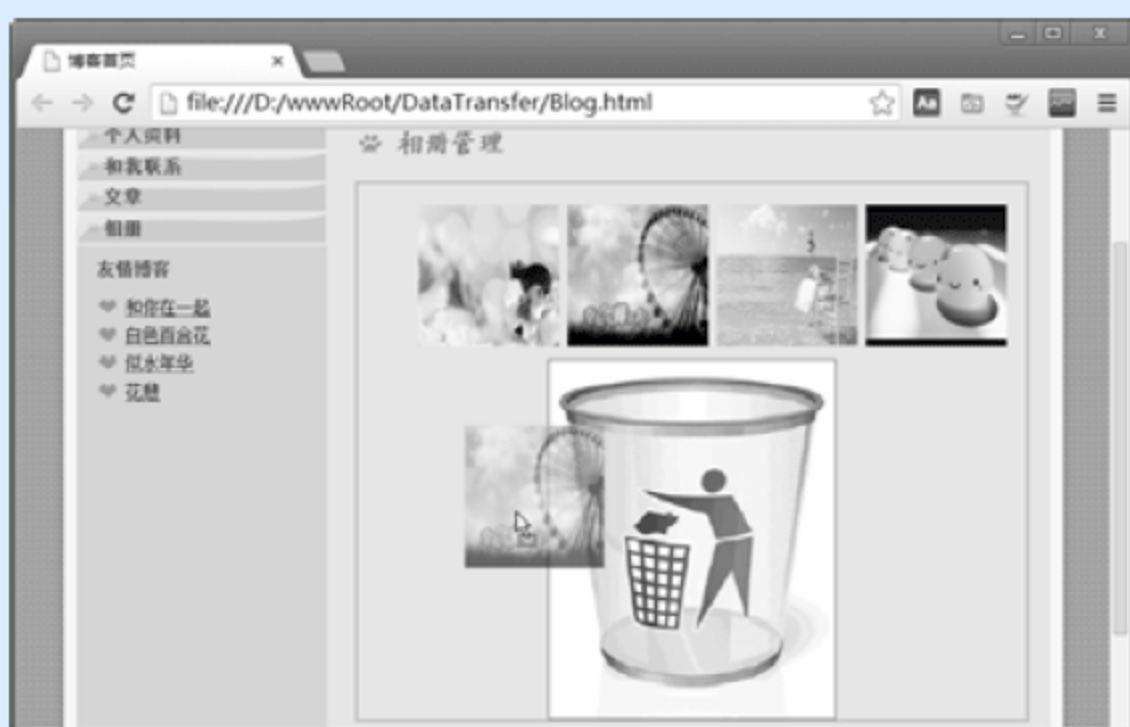 博客首页
file:///D:/wwwRoot/DataTransfer/Blog.html
Aa
个人资料
和我联系
文章
相册
友情博客
和你在一起
白色百合花
似水年华
相册管理